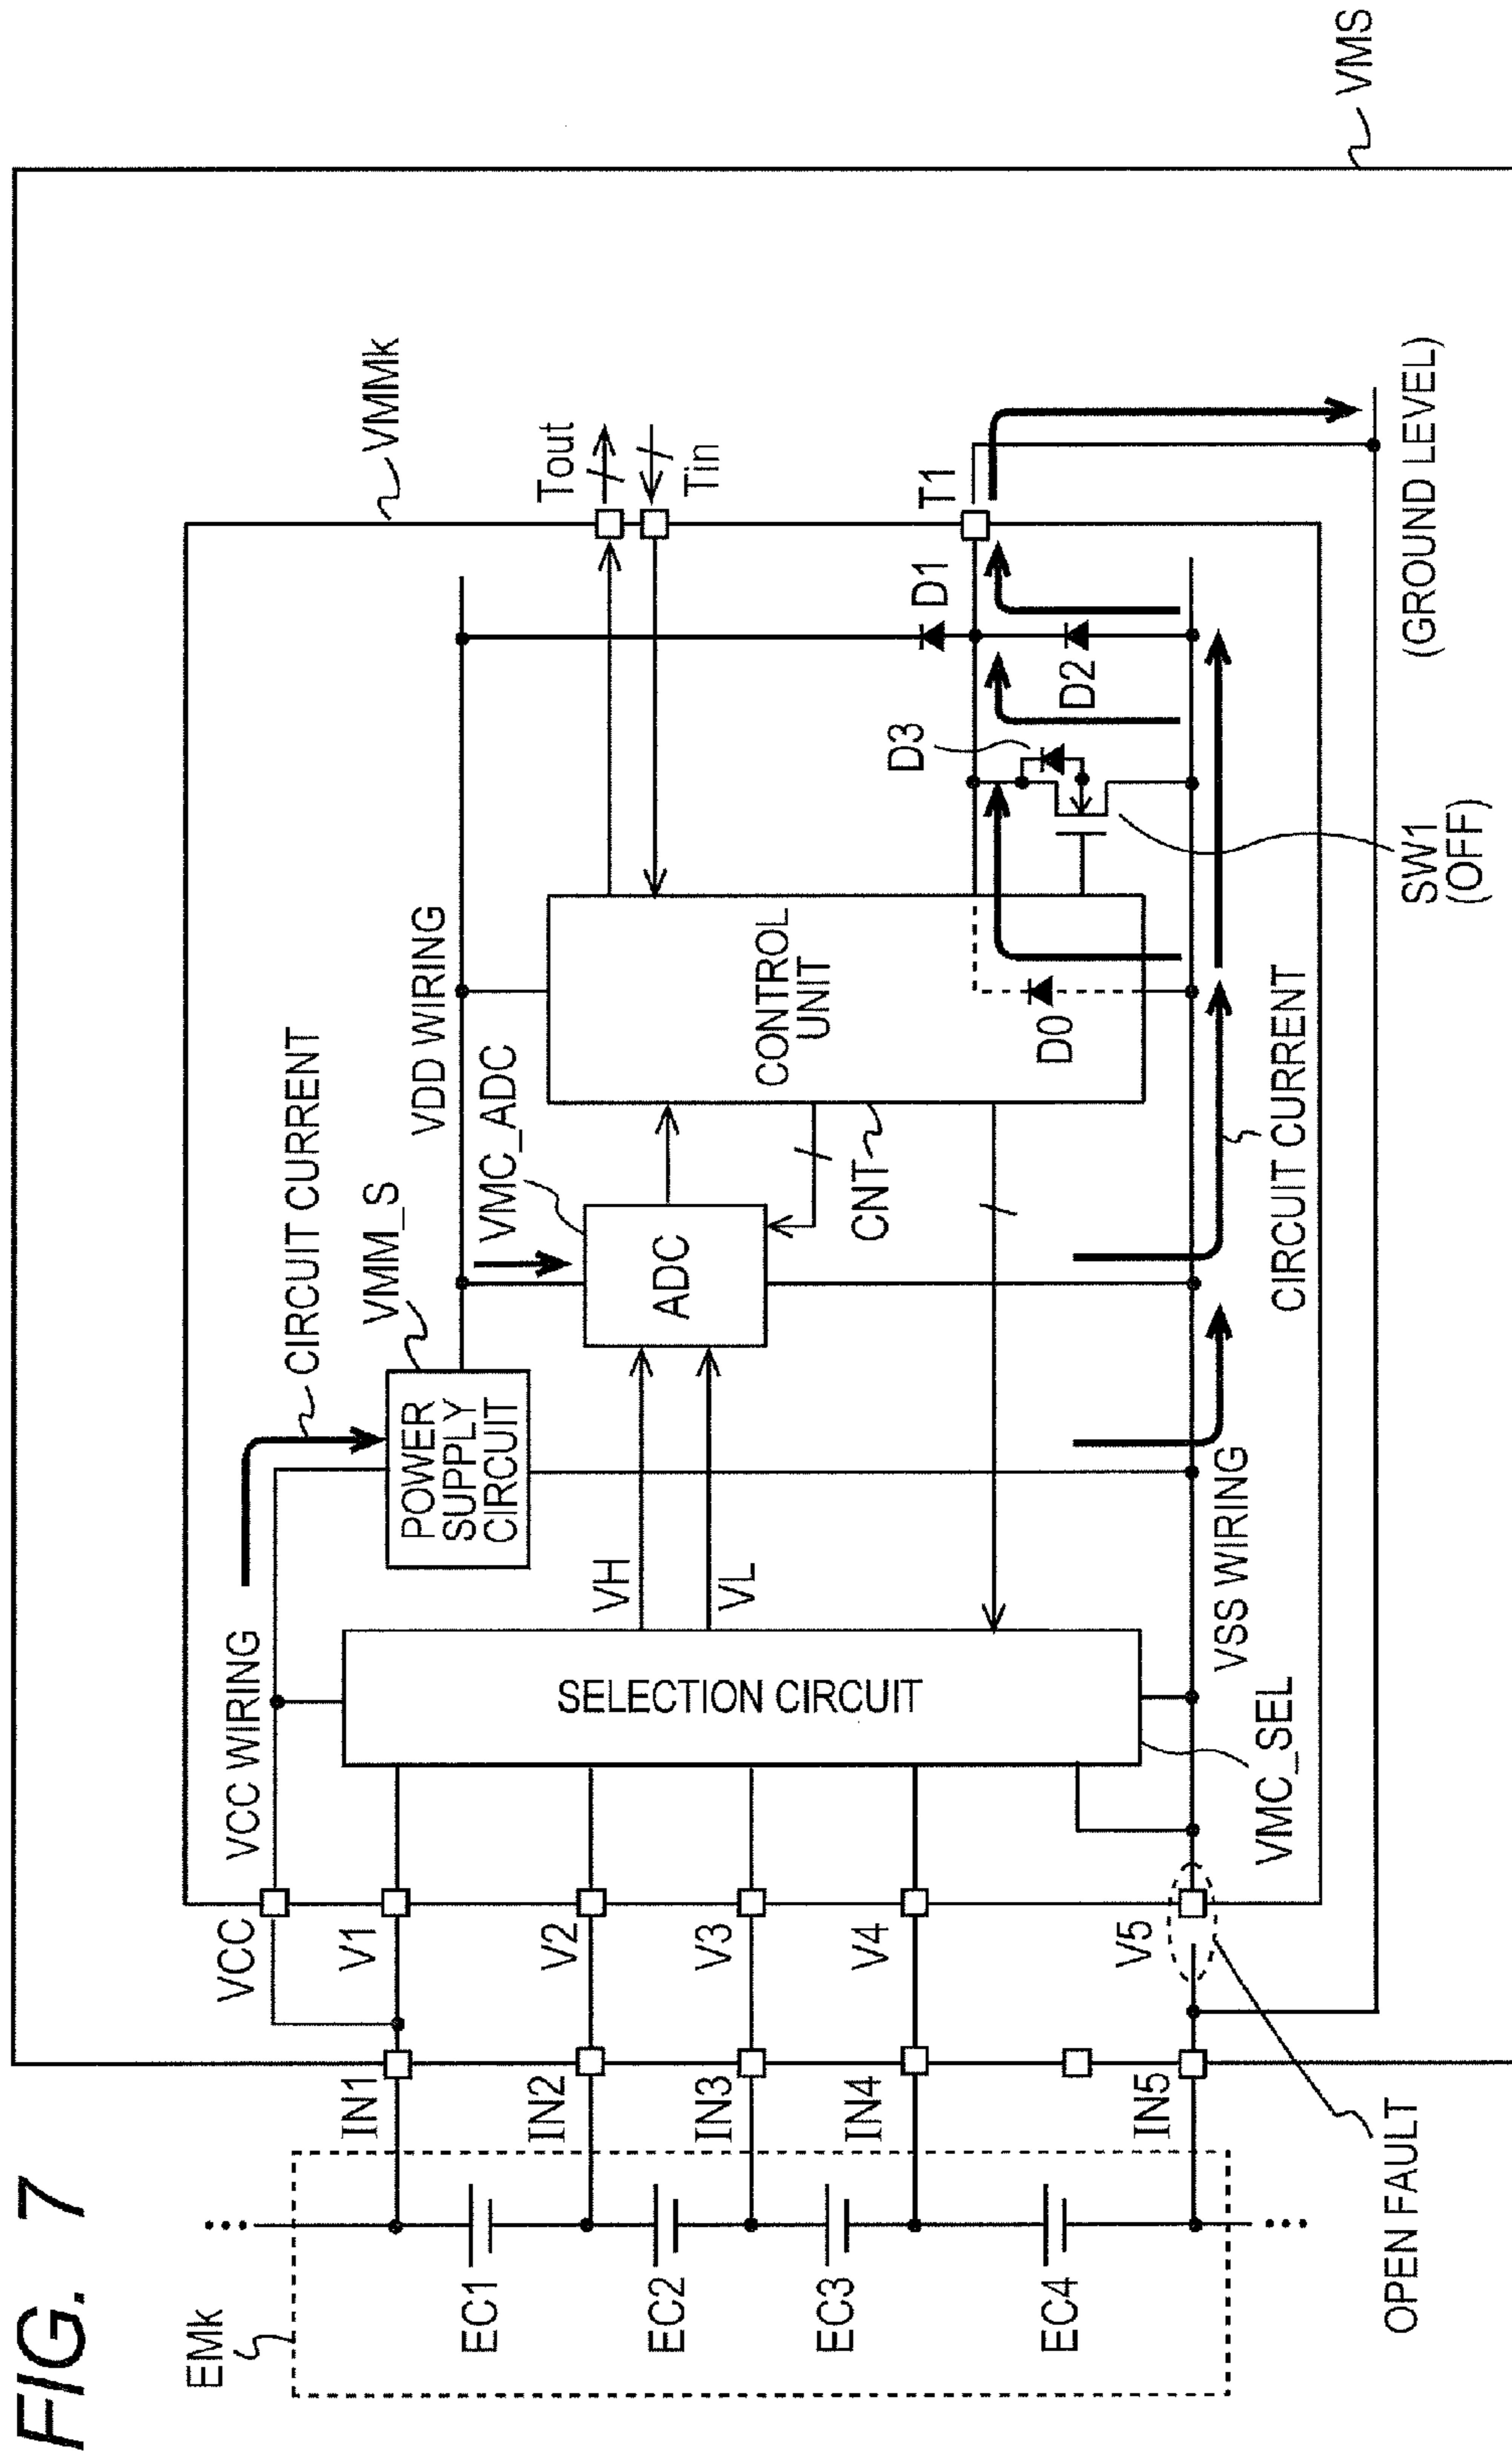 FIG. 7
VMS
VMMk
EMk
VCC WIRING
CIRCUIT CURRENT
VMM_S
VDD WIRING
VMC_ADC
VCC
IN1
V1
EC1
IN2
V2
EC2
IN3
V3
EC3
IN4
V4
EC4
IN5
V5
POWER
SUPPLY
CIRCUIT
VH
VL
SELECTION CIRCUIT
ADC
CONTROL
UNIT
CNT
Tout
Tin
T1
D1
D2
D3
D0
VSS WIRING
VMC_SEL
CIRCUIT CURRENT
SW1
(OFF)
(GROUND LEVEL)
OPEN FAULT